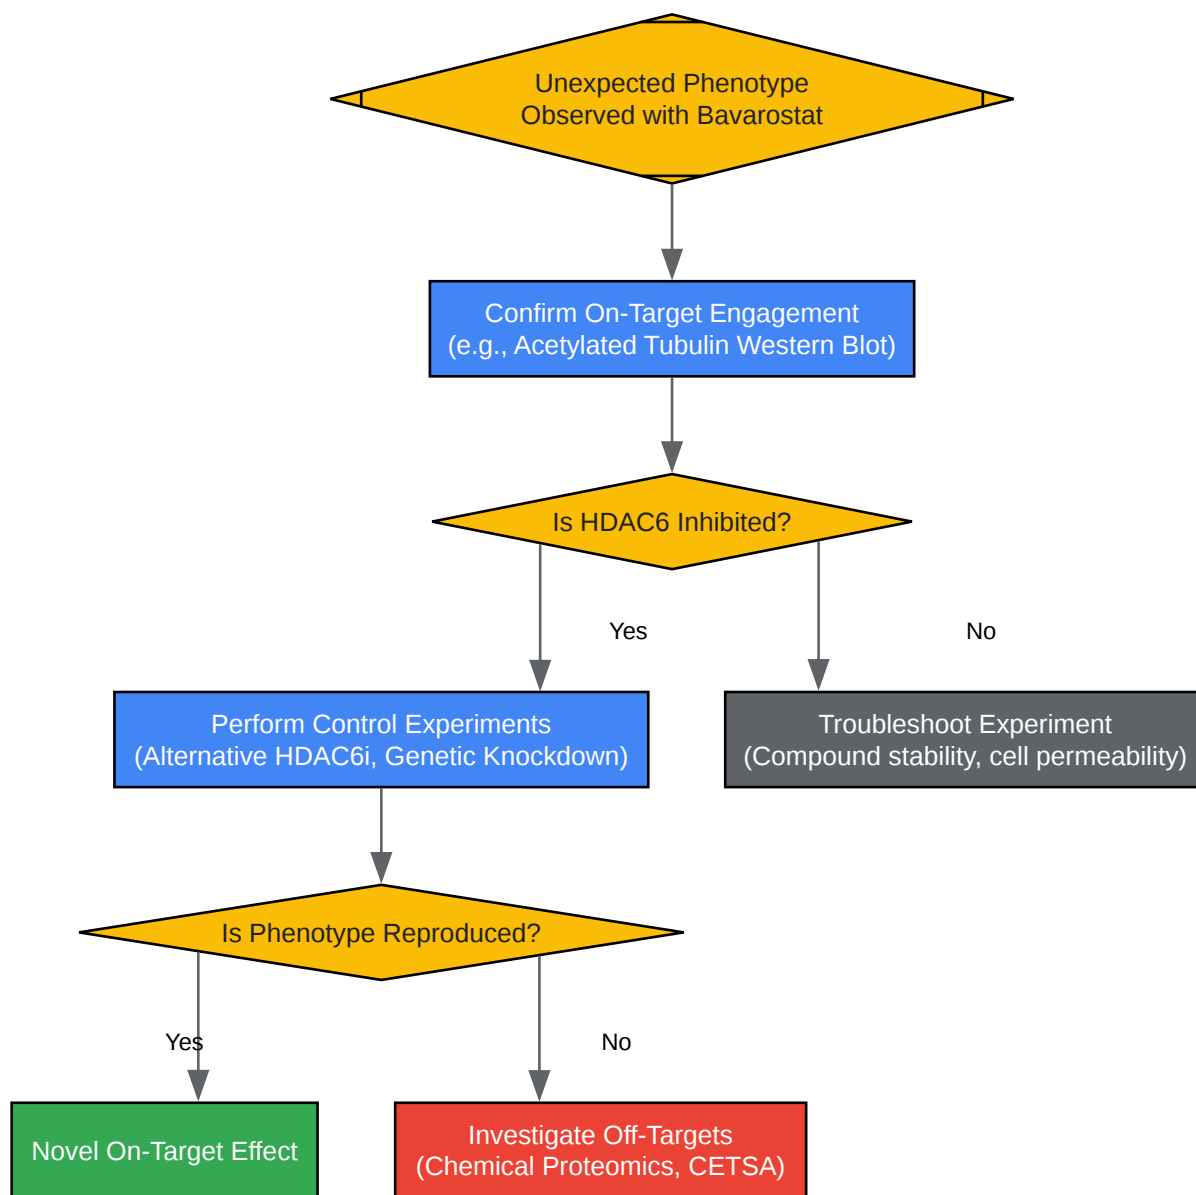 Unexpected Phenotype
Observed with Bavarostat
Confirm On-Target Engagement
(e.g., Acetylated Tubulin Western Blot)
Is HDAC6 Inhibited?
Yes
No
Perform Control Experiments
(Alternative HDAC6i, Genetic Knockdown)
Troubleshoot Experiment
(Compound stability, cell permeability)
Is Phenotype Reproduced?
Yes
No
Novel On-Target Effect
Investigate Off-Targets
(Chemical Proteomics, CETSA)